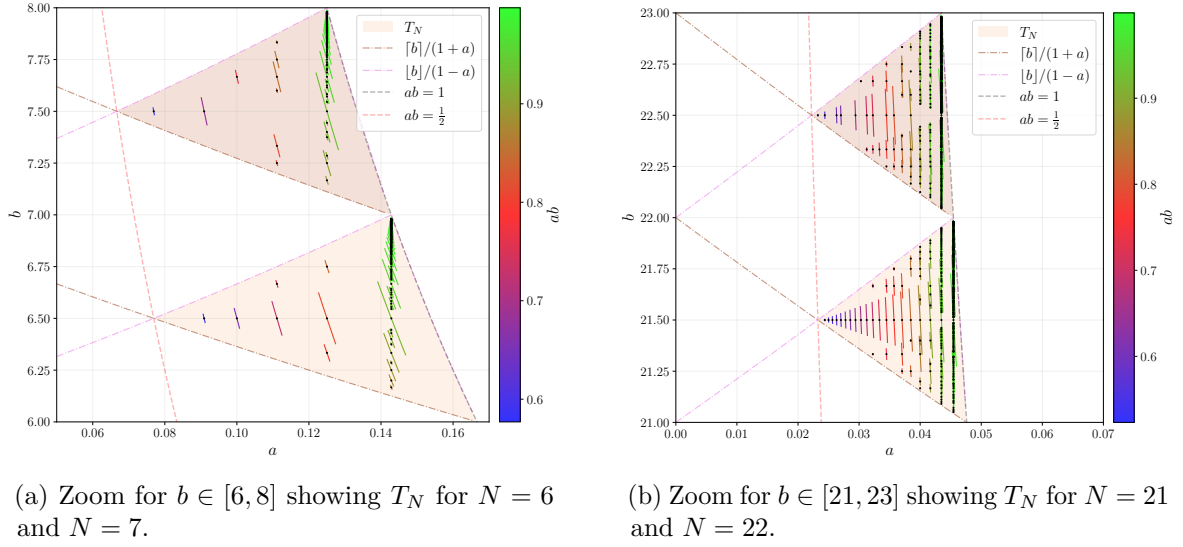 8.00
7.75
7.50
7.25
7.00
6.75
6.50
6.25
6.00
b
0.06
0.08
0.10
0.12
0.14
0.16
a
T_N
⌈b⌉/(1 + a)
⌊b⌋/(1 − a)
ab = 1
ab = 1/2
0.9
0.8
0.7
0.6
ab
23.00
22.75
22.50
22.25
22.00
21.75
21.50
21.25
21.00
b
0.00
0.01
0.02
0.03
0.04
0.05
0.06
0.07
a
T_N
⌈b⌉/(1 + a)
⌊b⌋/(1 − a)
ab = 1
ab = 1/2
0.9
0.8
0.7
0.6
ab
(a) Zoom for b ∈ [6, 8] showing T_N for N = 6
and N = 7.
(b) Zoom for b ∈ [21, 23] showing T_N for N = 21
and N = 22.